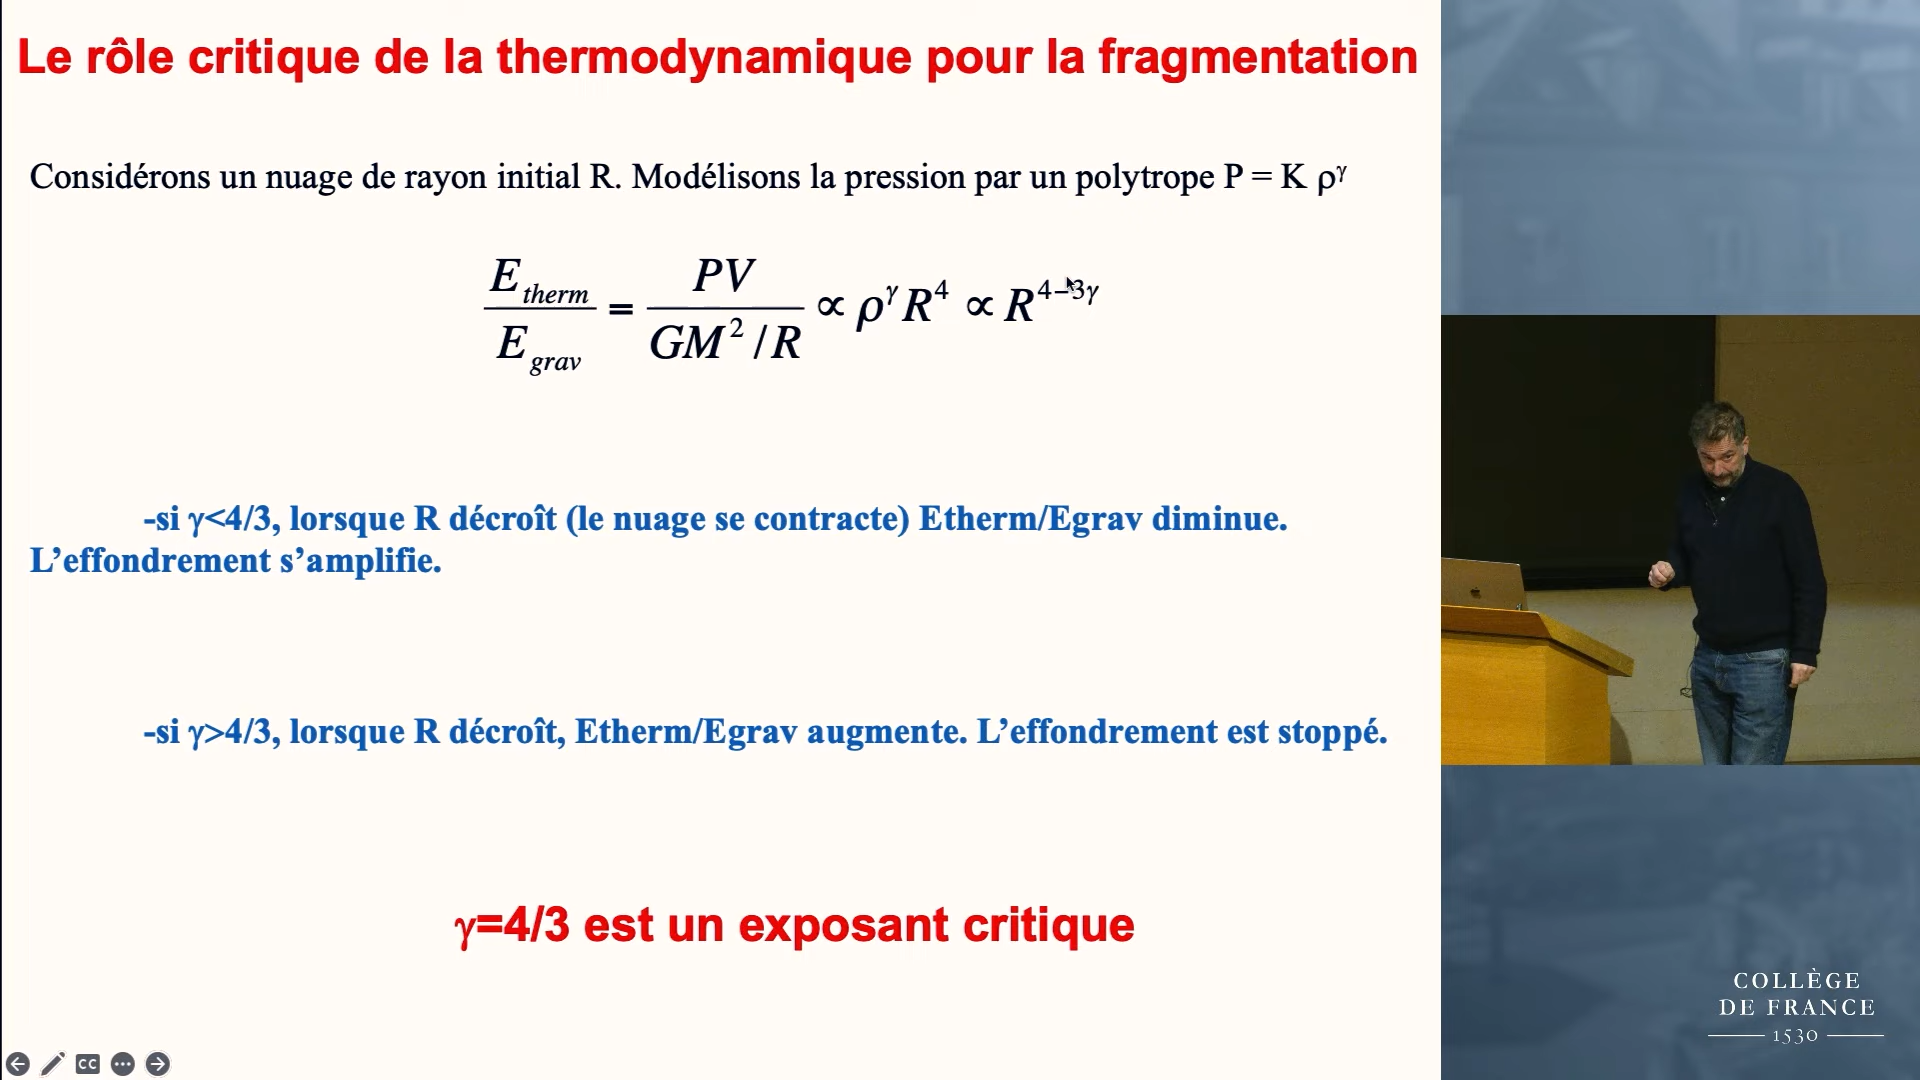 Le rôle critique de la thermodynamique pour la fragmentation
Considérons un nuage de rayon initial R. Modélisons la pression par un polytrope P = K ρ^γ
E_therm / E_grav = PV / (GM²/R) ∝ ρ^γ R⁴ ∝ R^(4−3γ)
-si γ<4/3, lorsque R décroît (le nuage se contracte) Etherm/Egrav diminue.
L’effondrement s’amplifie.
-si γ>4/3, lorsque R décroît, Etherm/Egrav augmente. L’effondrement est stoppé.
γ=4/3 est un exposant critique
CC
COLLÈGE
DE FRANCE
1530